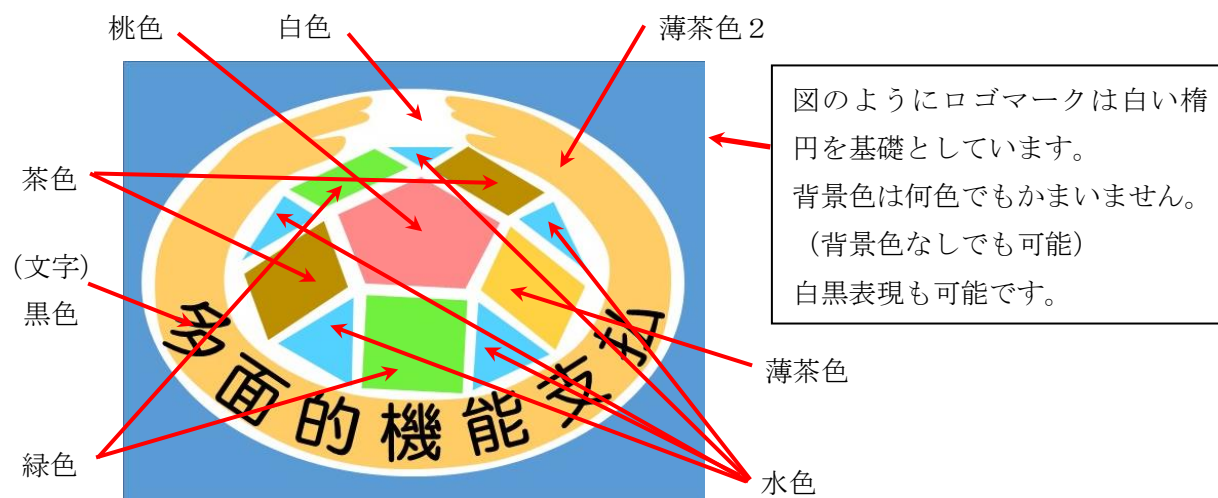 桃色
白色
薄茶色２
図のようにロゴマークは白い楕
円を基礎としています。
背景色は何色でもかまいません。
（背景色なしでも可能）
白黒表現も可能です。
茶色
（文字）
黒色
多面的機能支払
薄茶色
緑色
水色